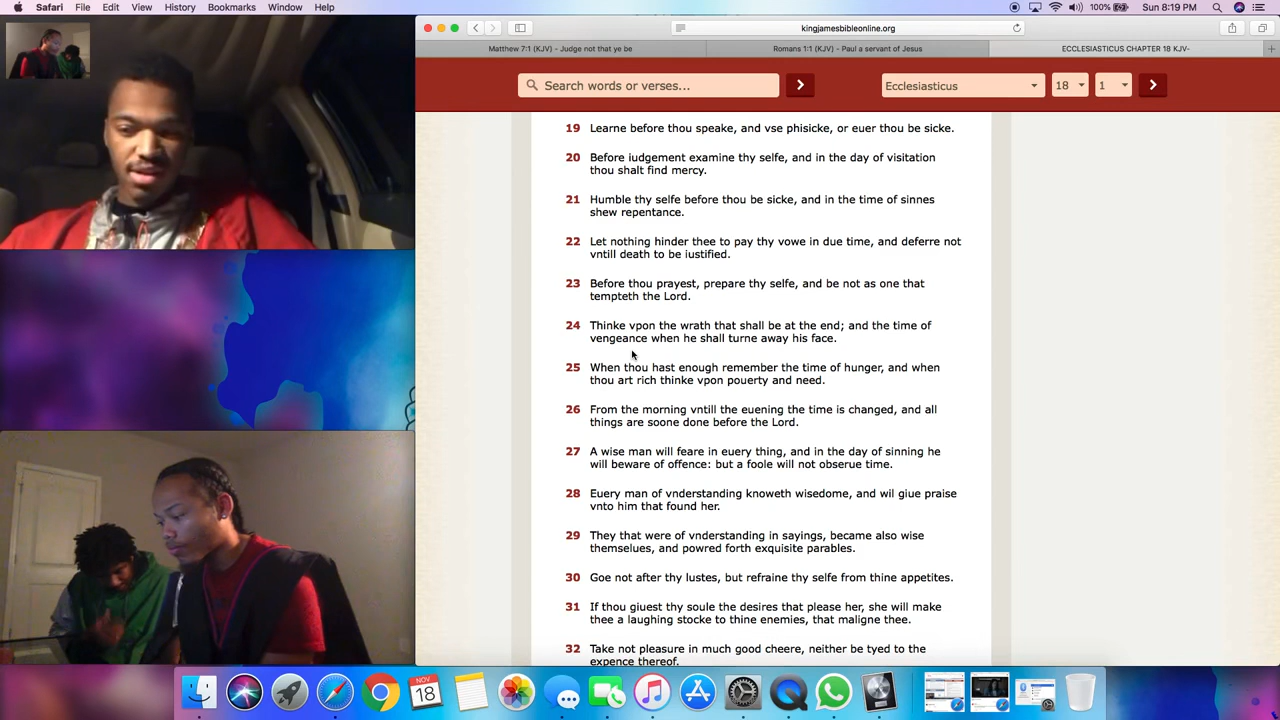 Safari File Edit View History Bookmarks Window Help
100% Sun 8:19 PM
kingjamesbibleonline.org
Matthew 7:1 (KJV) - Judge not that ye be
Romans 1:1 (KJV) - Paul a servant of Jesus
ECCLESIASTICUS CHAPTER 18 KJV-
Search words or verses...
Ecclesiasticus
18
1
19 Learne before thou speake, and vse phisicke, or euer thou be sicke.
20 Before iudgement examine thy selfe, and in the day of visitation
thou shalt find mercy.
21 Humble thy selfe before thou be sicke, and in the time of sinnes
shew repentance.
22 Let nothing hinder thee to pay thy vowe in due time, and deferre not
vntill death to be iustified.
23 Before thou prayest, prepare thy selfe, and be not as one that
tempteth the Lord.
24 Thinke vpon the wrath that shall be at the end; and the time of
vengeance when he shall turne away his face.
25 When thou hast enough remember the time of hunger, and when
thou art rich thinke vpon pouerty and need.
26 From the morning vntill the euening the time is changed, and all
things are soone done before the Lord.
27 A wise man will feare in euery thing, and in the day of sinning he
will beware of offence: but a foole will not obserue time.
28 Euery man of vnderstanding knoweth wisedome, and wil giue praise
vnto him that found her.
29 They that were of vnderstanding in sayings, became also wise
themselues, and powred forth exquisite parables.
30 Goe not after thy lustes, but refraine thy selfe from thine appetites.
31 If thou giuest thy soule the desires that please her, she will make
thee a laughing stocke to thine enemies, that maligne thee.
32 Take not pleasure in much good cheere, neither be tyed to the
expence thereof.
NOV
18